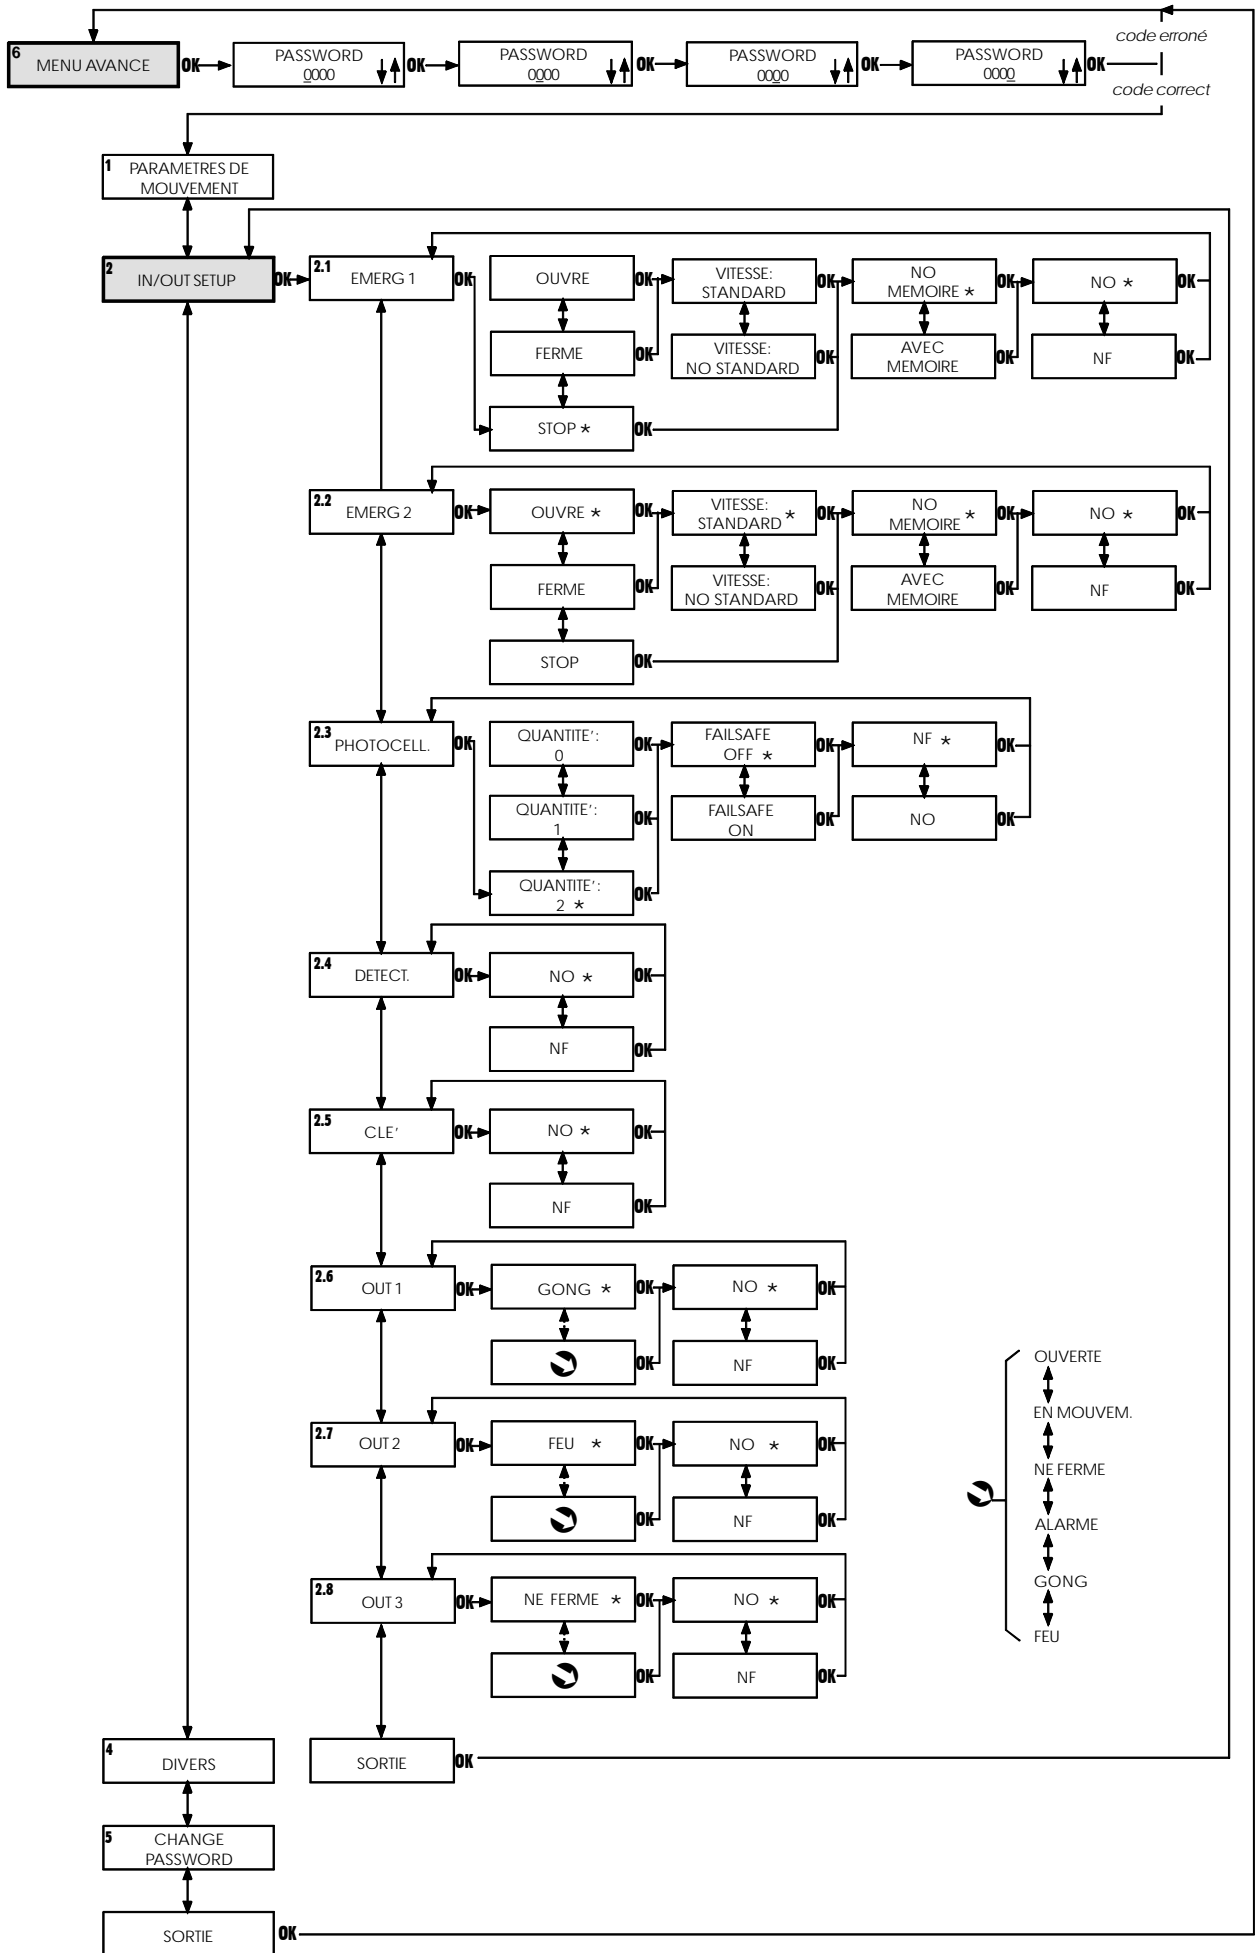 code erroné
6
MENU AVANCE
OK
PASSWORD
0000
OK
PASSWORD
0000
OK
PASSWORD
0000
OK
PASSWORD
0000
OK
code correct
1
PARAMETRES DE
MOUVEMENT
2
IN/OUT SETUP
OK
2.1
EMERG 1
OK
OUVRE
OK
VITESSE:
STANDARD
OK
NO
MEMOIRE *
OK
NO *
OK
FERME
OK
VITESSE:
NO STANDARD
OK
AVEC
MEMOIRE
OK
NF
OK
STOP *
OK
2.2
EMERG 2
OK
OUVRE *
OK
VITESSE:
STANDARD *
OK
NO
MEMOIRE *
OK
NO *
OK
FERME
OK
VITESSE:
NO STANDARD
OK
AVEC
MEMOIRE
OK
NF
OK
STOP
OK
2.3
PHOTOCELL.
OK
QUANTITE':
0
OK
FAILSAFE
OFF *
OK
NF *
OK
QUANTITE':
1
OK
FAILSAFE
ON
OK
NO
OK
QUANTITE':
2 *
OK
2.4
DETECT.
OK
NO *
OK
NF
OK
2.5
CLE'
OK
NO *
OK
NF
OK
2.6
OUT 1
OK
GONG *
OK
NO *
OK
OK
NF
OK
2.7
OUT 2
OK
FEU *
OK
NO *
OK
OK
NF
OK
2.8
OUT 3
OK
NE FERME *
OK
NO *
OK
OK
NF
OK
OUVERTE
EN MOUVEM.
NE FERME
ALARME
GONG
FEU
4
DIVERS
SORTIE
OK
5
CHANGE
PASSWORD
SORTIE
OK